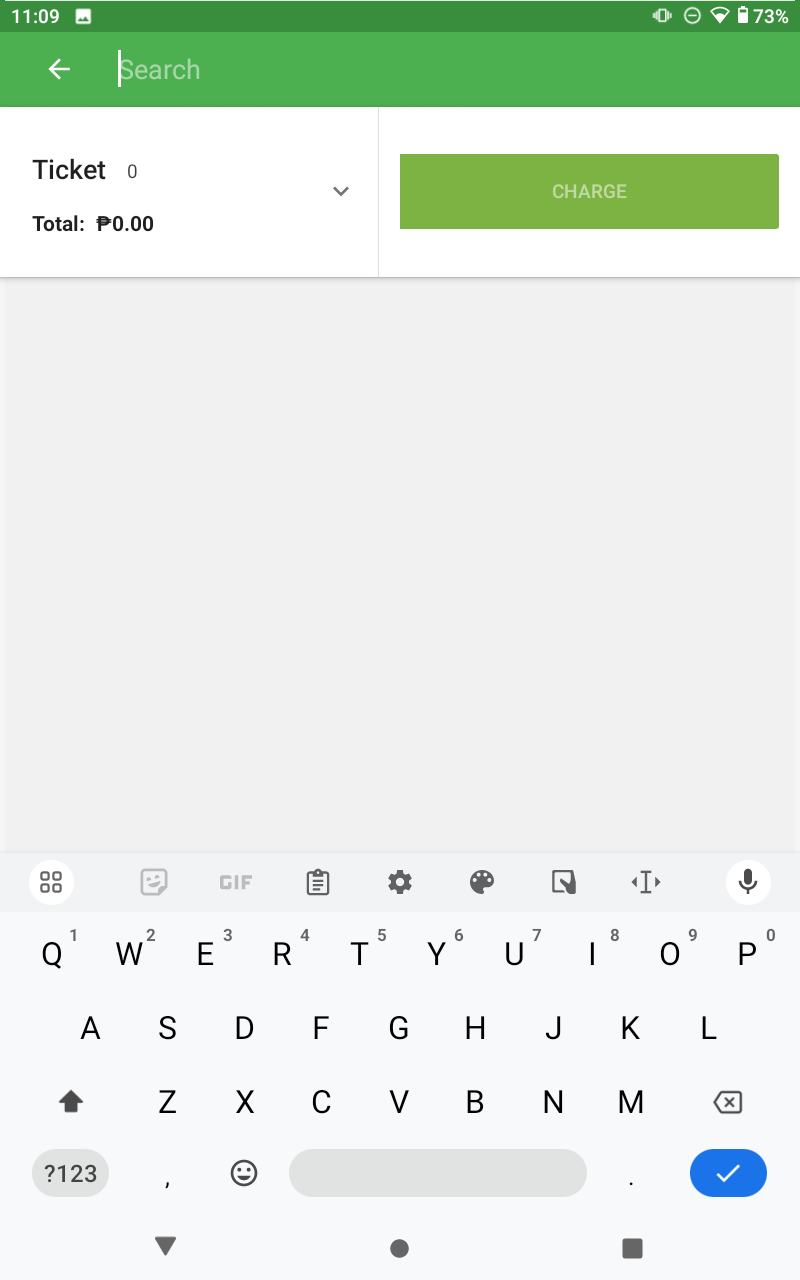 11:09 73%
Search
Ticket 0
CHARGE
Total: ₱0.00
GIF
Q 1 W 2 E 3 R 4 T 5 Y 6 U 7 I 8 O 9 P 0
A S D F G H J K L
Z X C V B N M
?123 , .